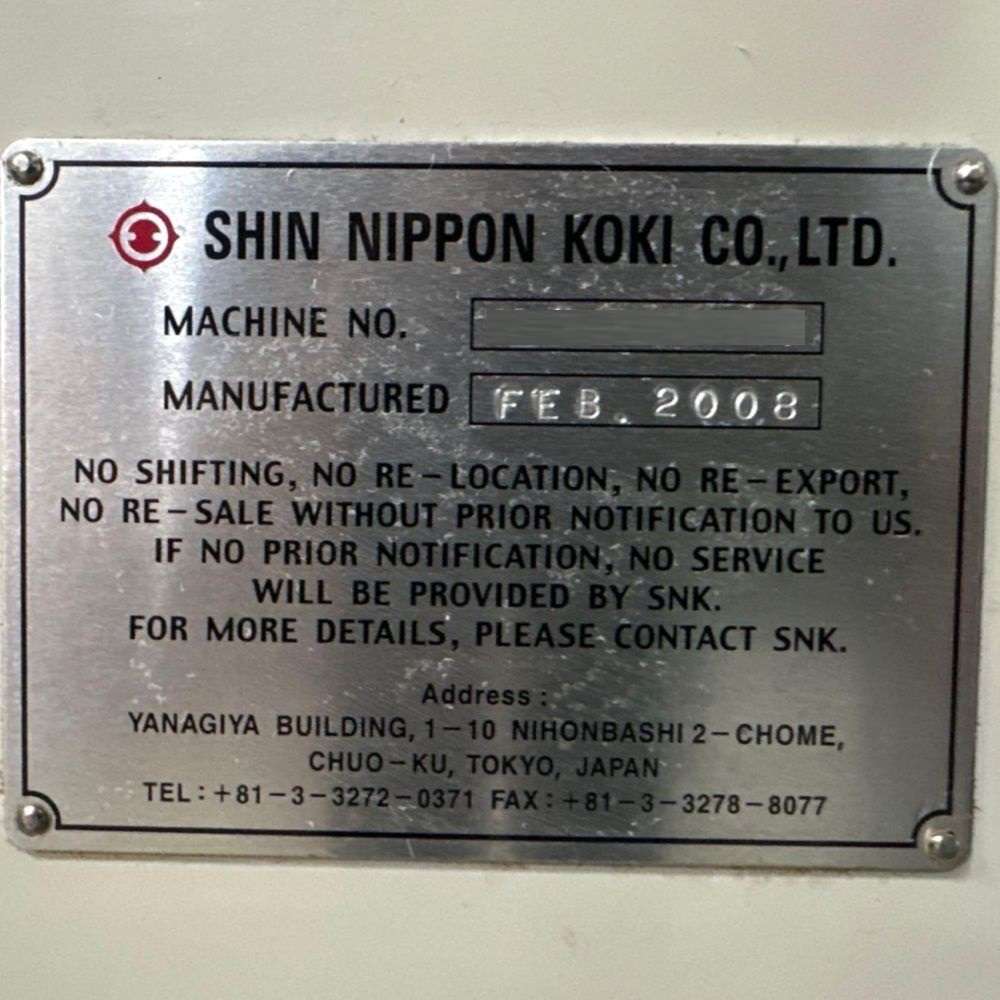 SHIN NIPPON KOKI CO., LTD.
MACHINE NO.
MANUFACTURED FEB. 2008
NO SHIFTING, NO RE-LOCATION, NO RE-EXPORT,
NO RE-SALE WITHOUT PRIOR NOTIFICATION TO US.
IF NO PRIOR NOTIFICATION, NO SERVICE
WILL BE PROVIDED BY SNK.
FOR MORE DETAILS, PLEASE CONTACT SNK.
Address :
YANAGIYA BUILDING, 1-10 NIHONBASHI 2-CHOME,
CHUO-KU, TOKYO, JAPAN
TEL : +81-3-3272-0371 FAX : +81-3-3278-8077